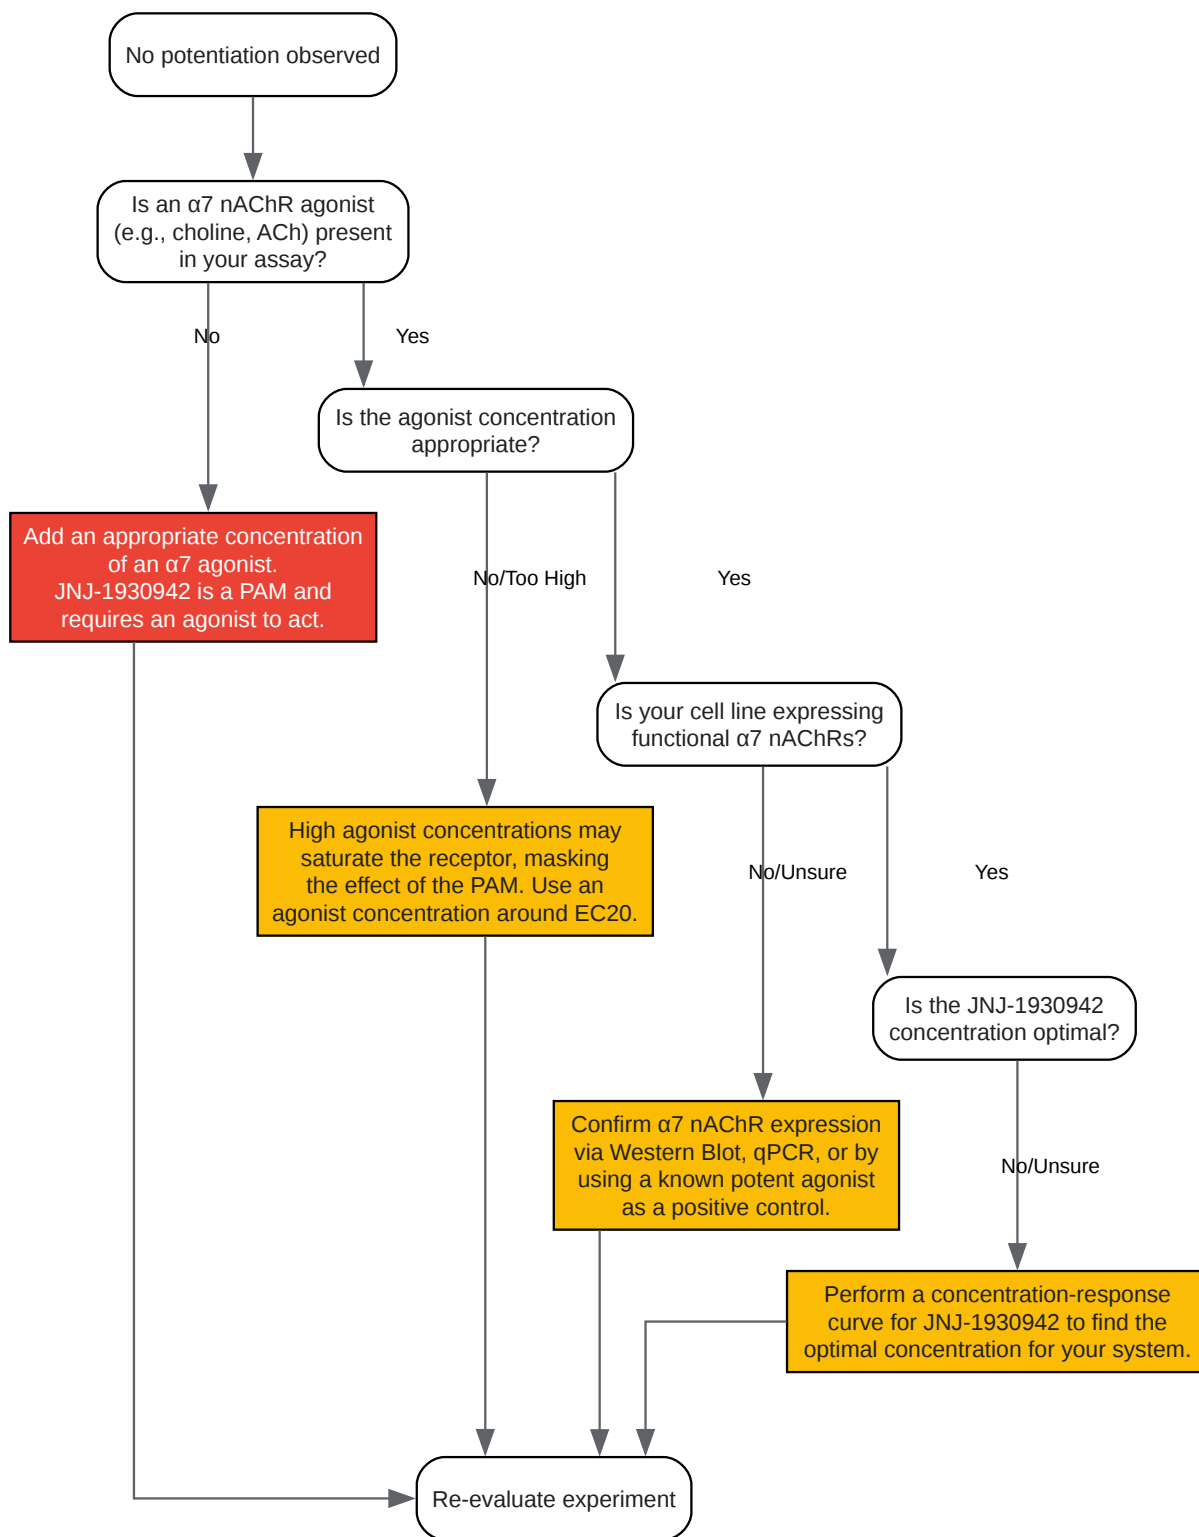 No potentiation observed
Is an α7 nAChR agonist
(e.g., choline, ACh) present
in your assay?
No
Yes
Is the agonist concentration
appropriate?
Add an appropriate concentration
of an α7 agonist.
JNJ-1930942 is a PAM and
requires an agonist to act.
No/Too High
Yes
Is your cell line expressing
functional α7 nAChRs?
High agonist concentrations may
saturate the receptor, masking
the effect of the PAM. Use an
agonist concentration around EC20.
No/Unsure
Yes
Is the JNJ-1930942
concentration optimal?
Confirm α7 nAChR expression
via Western Blot, qPCR, or by
using a known potent agonist
as a positive control.
No/Unsure
Perform a concentration-response
curve for JNJ-1930942 to find the
optimal concentration for your system.
Re-evaluate experiment